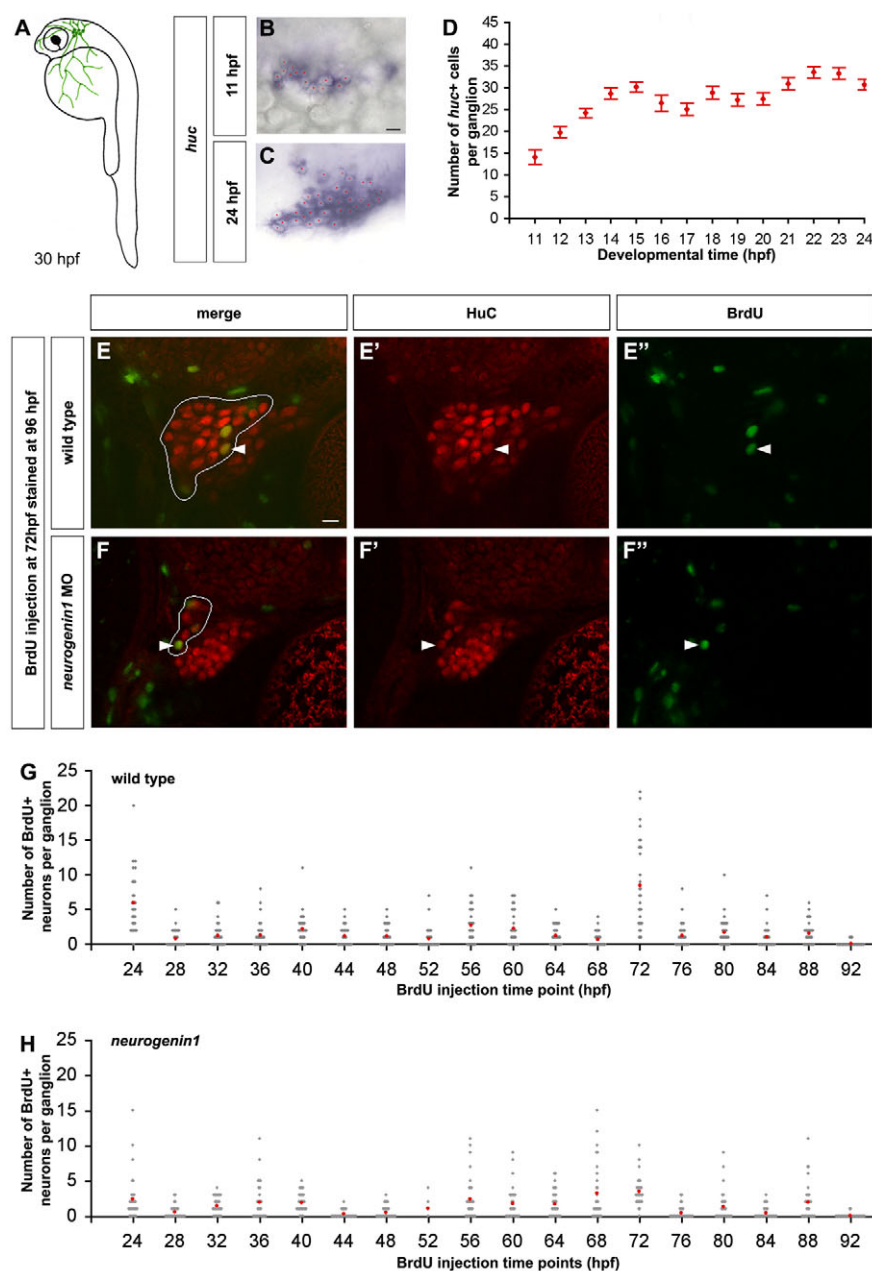 A
30 hpf
huc
11 hpf
24 hpf
B
C
D
Number of huc+ cells
per ganglion
45
40
35
30
25
20
15
10
5
0
11 12 13 14 15 16 17 18 19 20 21 22 23 24
Developmental time (hpf)
merge
HuC
BrdU
BrdU injection at 72hpf stained at 96 hpf
wild type
neurogenin1 MO
E
E'
E''
F
F'
F''
G
wild type
Number of BrdU+
neurons per ganglion
25
20
15
10
5
0
24 28 32 36 40 44 48 52 56 60 64 68 72 76 80 84 88 92
BrdU injection time point (hpf)
H
neurogenin1
Number of BrdU+
neurons per ganglion
25
20
15
10
5
0
24 28 32 36 40 44 48 52 56 60 64 68 72 76 80 84 88 92
BrdU injection time points (hpf)